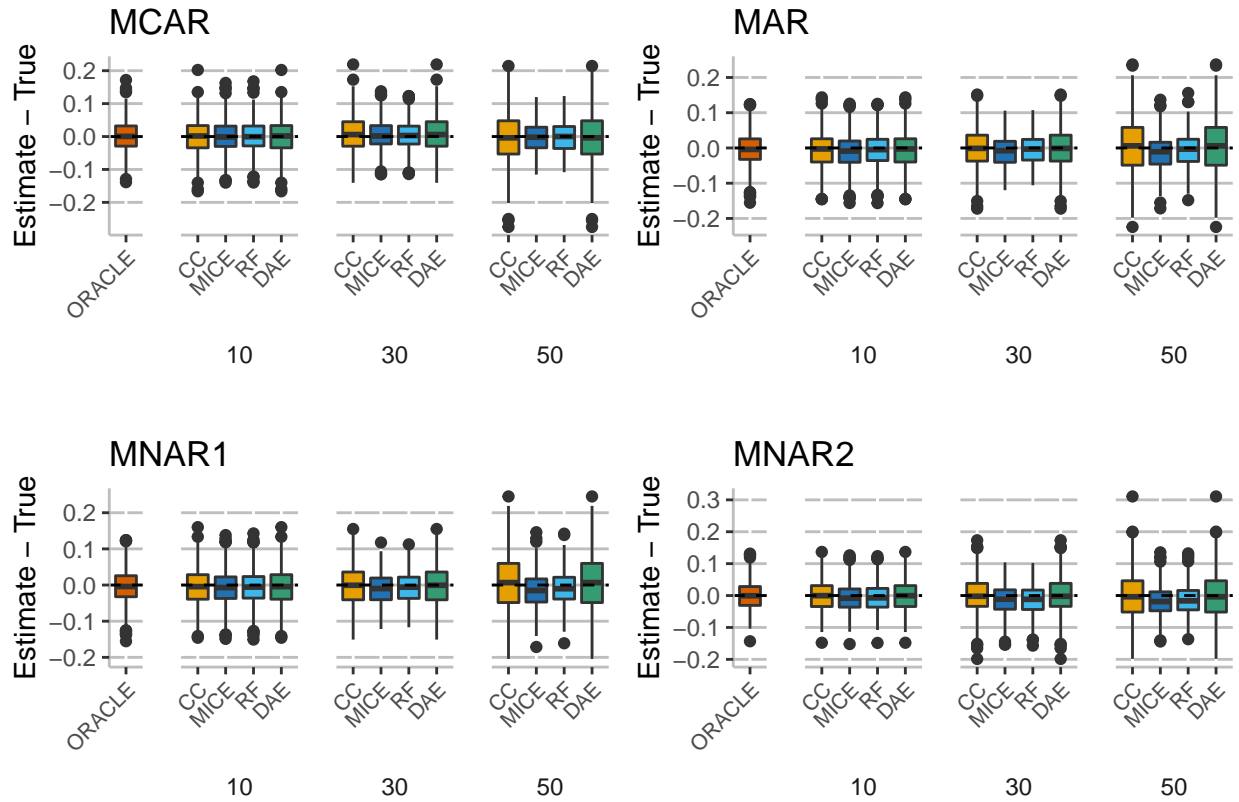 MCAR
Estimate − True
0.2
0.1
0.0
−0.1
−0.2
ORACLE
CC
MICE
RF
DAE
CC
MICE
RF
DAE
CC
MICE
RF
DAE
10
30
50
MAR
Estimate − True
0.2
0.1
0.0
−0.1
−0.2
ORACLE
CC
MICE
RF
DAE
CC
MICE
RF
DAE
CC
MICE
RF
DAE
10
30
50
MNAR1
Estimate − True
0.2
0.1
0.0
−0.1
−0.2
ORACLE
CC
MICE
RF
DAE
CC
MICE
RF
DAE
CC
MICE
RF
DAE
10
30
50
MNAR2
Estimate − True
0.3
0.2
0.1
0.0
−0.1
−0.2
ORACLE
CC
MICE
RF
DAE
CC
MICE
RF
DAE
CC
MICE
RF
DAE
10
30
50